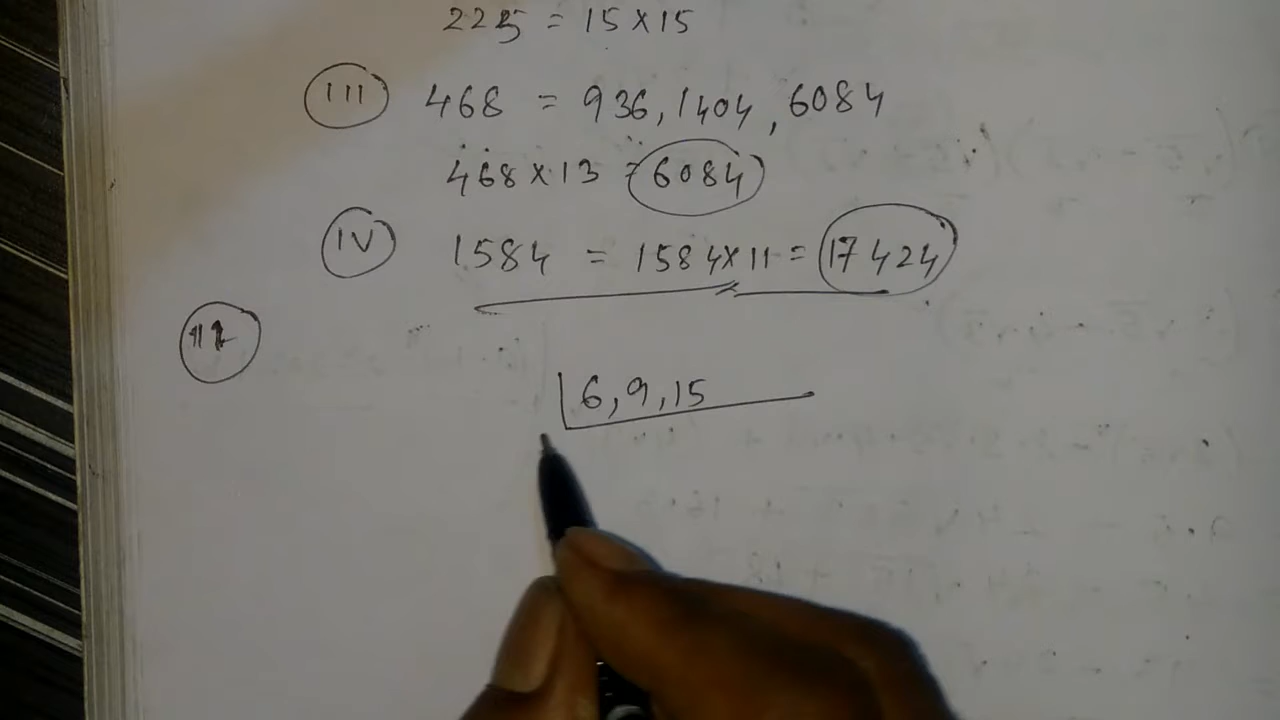 225 = 15 × 15
III 468 = 936, 1404, 6084
468 × 13 = 6084
IV 1584 = 1584 × 11 = 17424
6, 9, 15